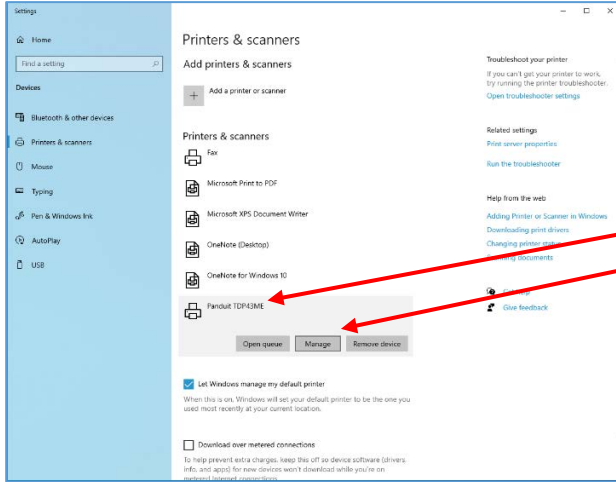 Settings
Home
Find a setting
Devices
Bluetooth & other devices
Printers & scanners
Mouse
Typing
Pen & Windows Ink
AutoPlay
USB
Printers & scanners
Add printers & scanners
Add a printer or scanner
Printers & scanners
Fax
Microsoft Print to PDF
Microsoft XPS Document Writer
OneNote (Desktop)
OneNote for Windows 10
Panduit TDP43ME
Open queue
Manage
Remove device
Let Windows manage my default printer
When this is on, Windows will set your default printer to be the one you
used most recently at your current location.
Download over metered connections
To help prevent extra charges, keep this off so device software (drivers,
info, and apps) for new devices won't download while you're on
metered Internet connections.
Troubleshoot your printer
If you can't get your printer to work,
try running the printer troubleshooter.
Open troubleshooter settings
Related settings
Print server properties
Run the troubleshooter
Help from the web
Adding Printer or Scanner in Windows
Downloading print drivers
Changing printer status
documents
Give feedback